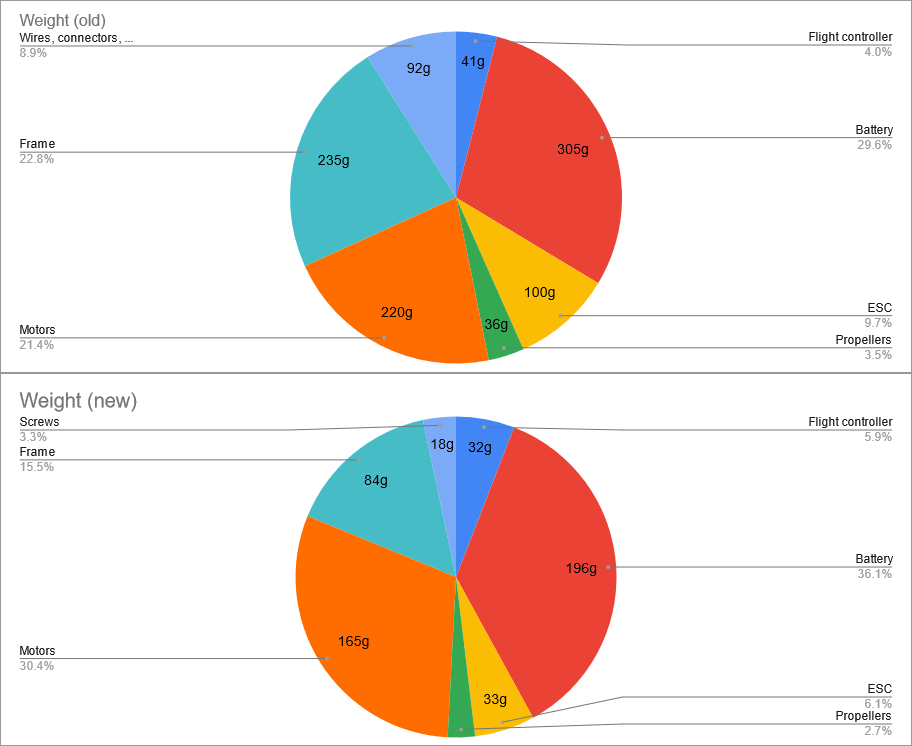 Weight (old)
Wires, connectors, ...
8.9%
Flight controller
4.0%
92g
41g
Battery
29.6%
Frame
22.8%
305g
235g
100g
ESC
9.7%
220g
36g
Motors
21.4%
Propellers
3.5%
Weight (new)
Screws
3.3%
Flight controller
5.9%
18g
32g
Frame
15.5%
84g
Battery
36.1%
196g
165g
Motors
30.4%
33g
ESC
6.1%
Propellers
2.7%